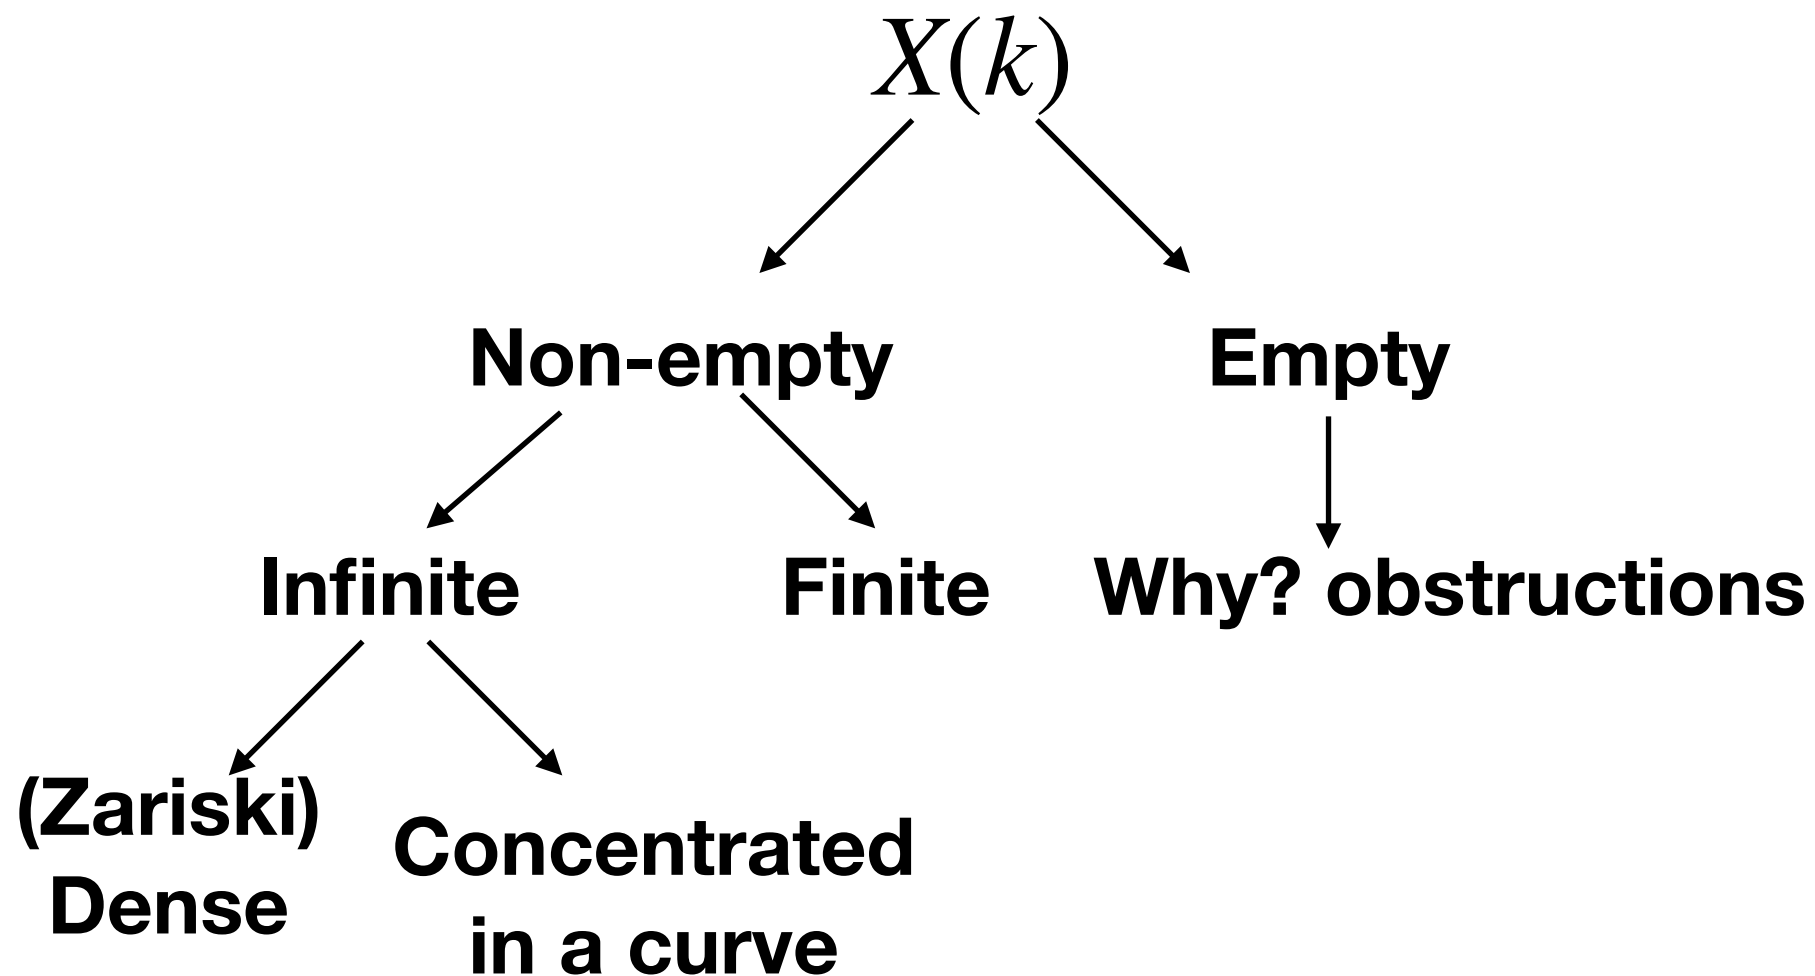 X(k)
Non-empty
Empty
Infinite
Finite
Why? obstructions
(Zariski)
Dense
Concentrated
in a curve